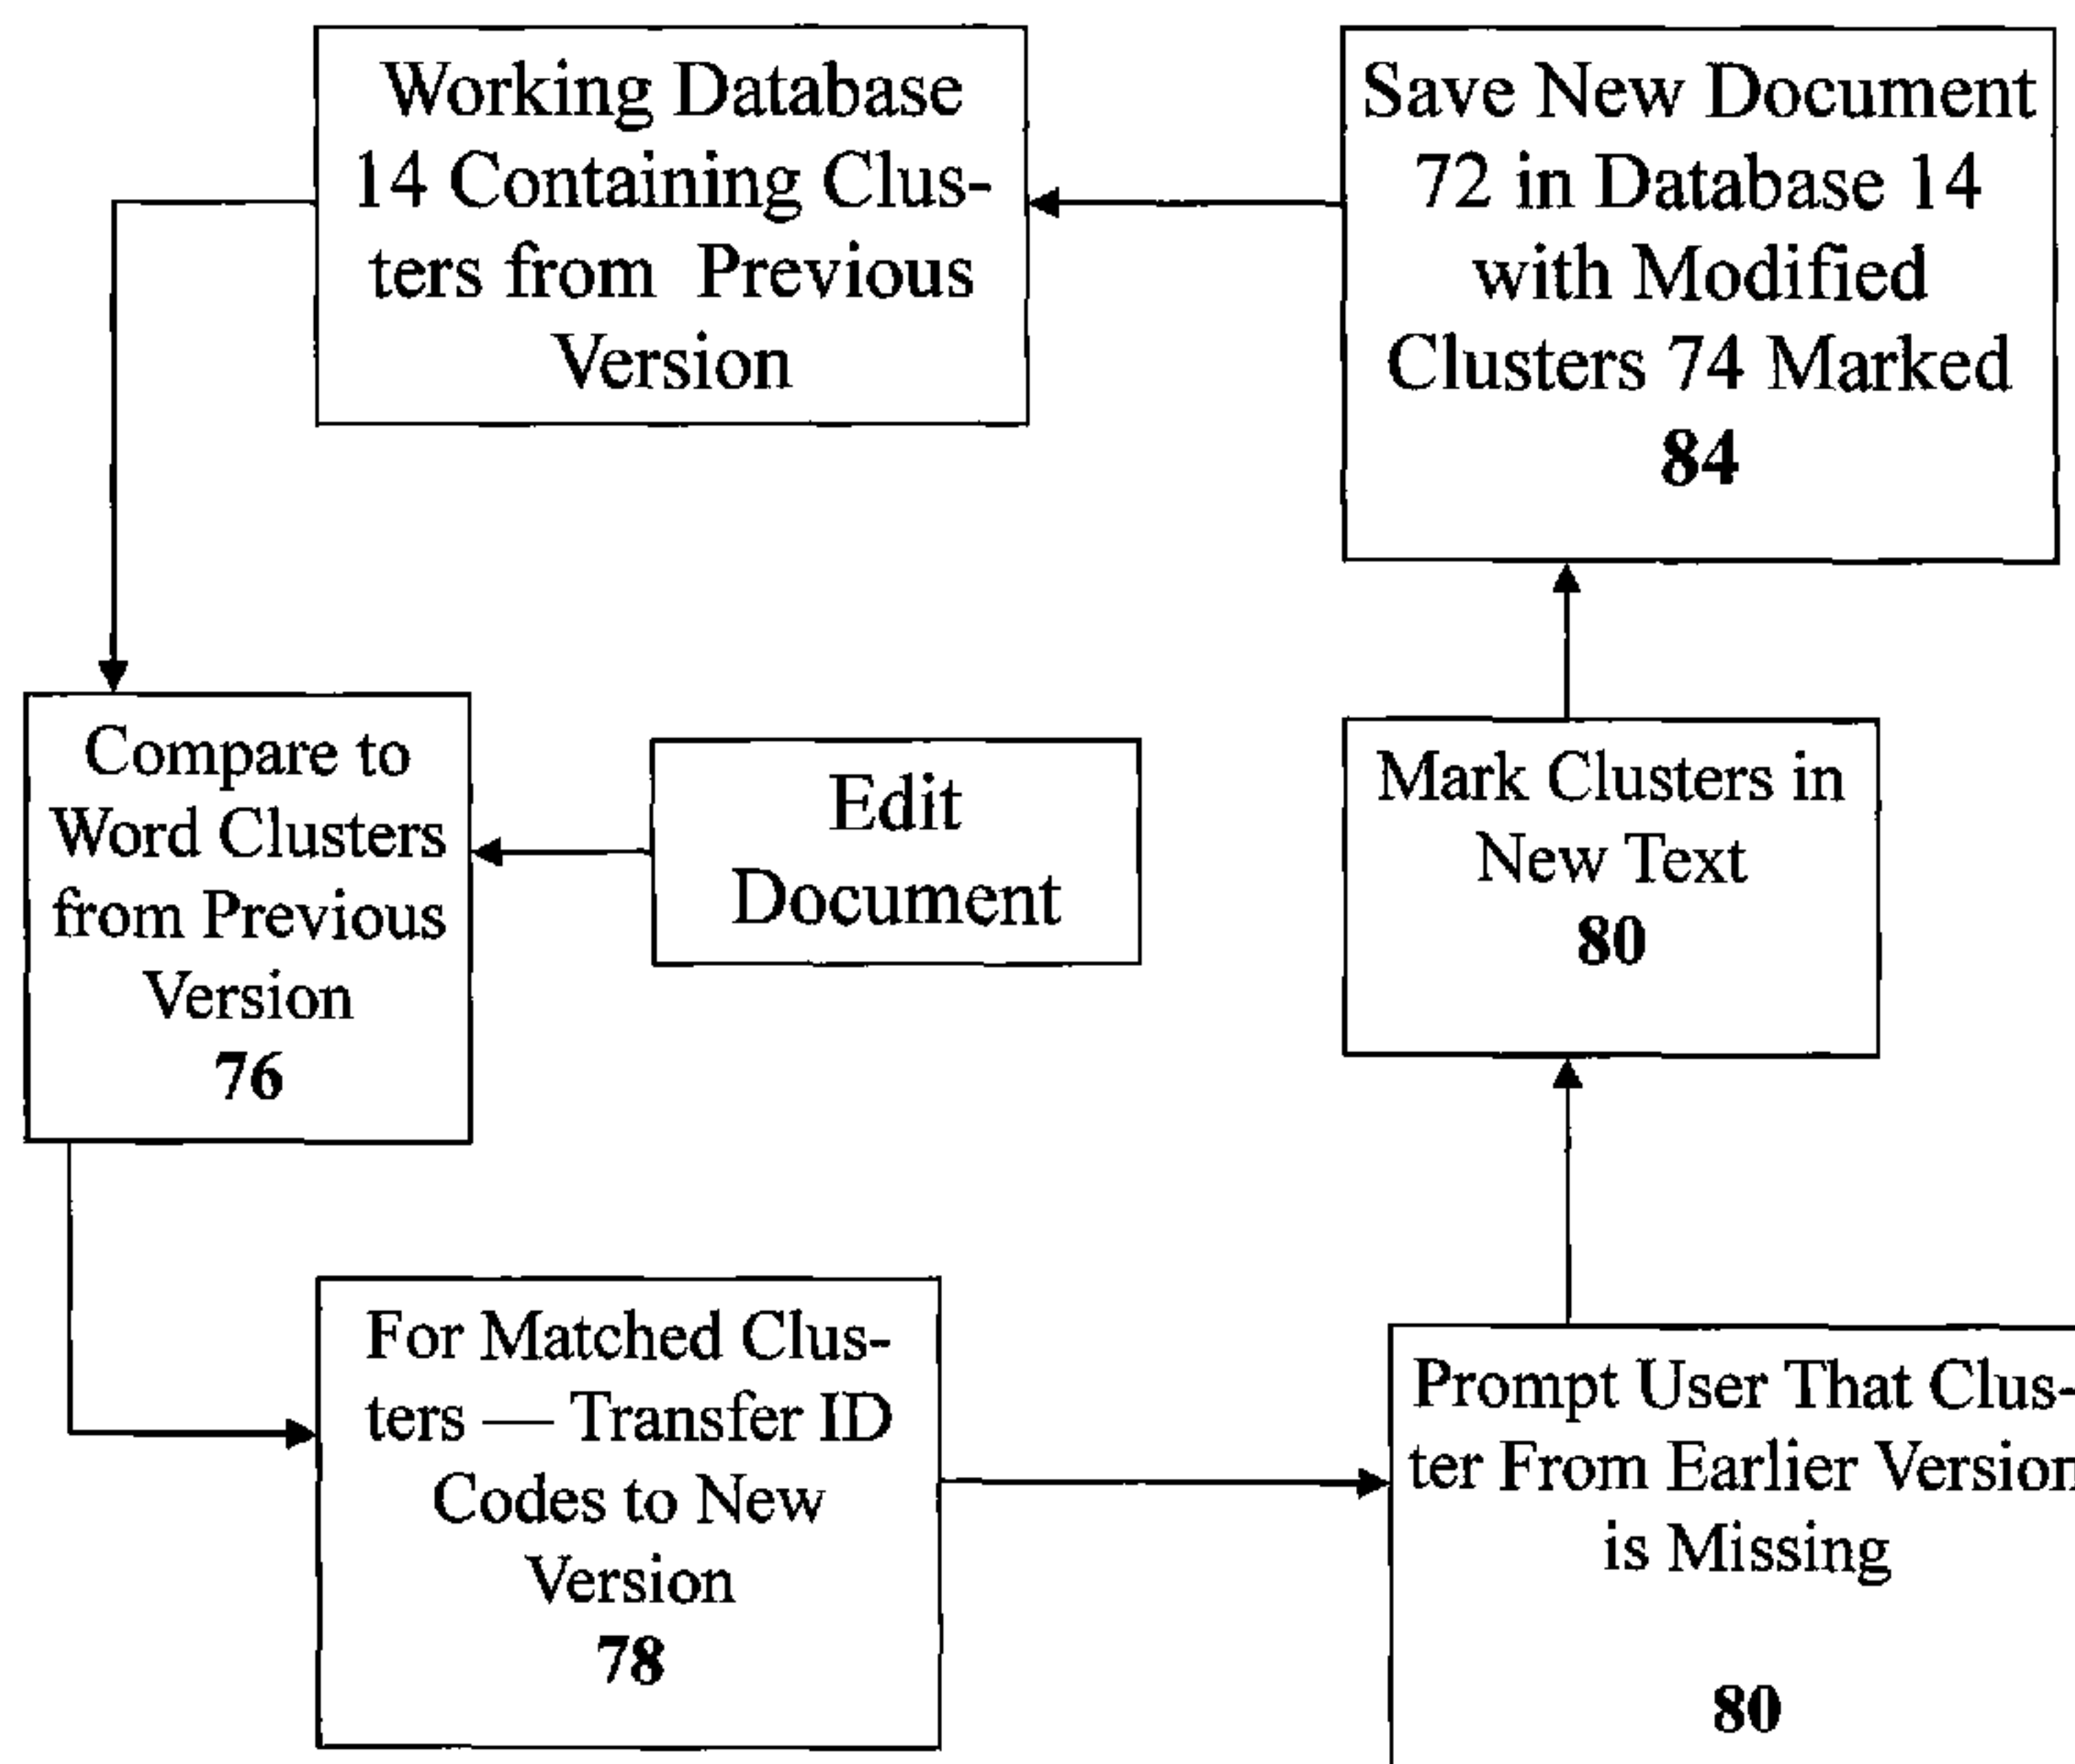 Working Database
14 Containing Clus-
ters from Previous
Version
Save New Document
72 in Database 14
with Modified
Clusters 74 Marked
84
Compare to
Word Clusters
from Previous
Version
76
Edit
Document
Mark Clusters in
New Text
80
For Matched Clus-
ters — Transfer ID
Codes to New
Version
78
Prompt User That Clus-
ter From Earlier Version
is Missing
80